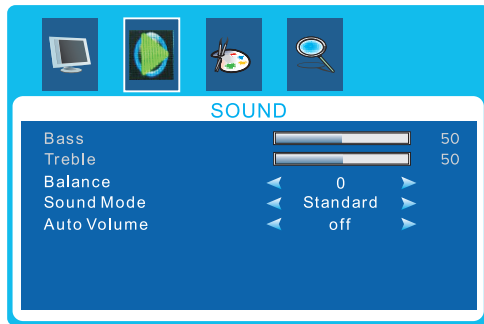 SOUND
Bass 50
Treble 50
Balance 0
Sound Mode Standard
Auto Volume off